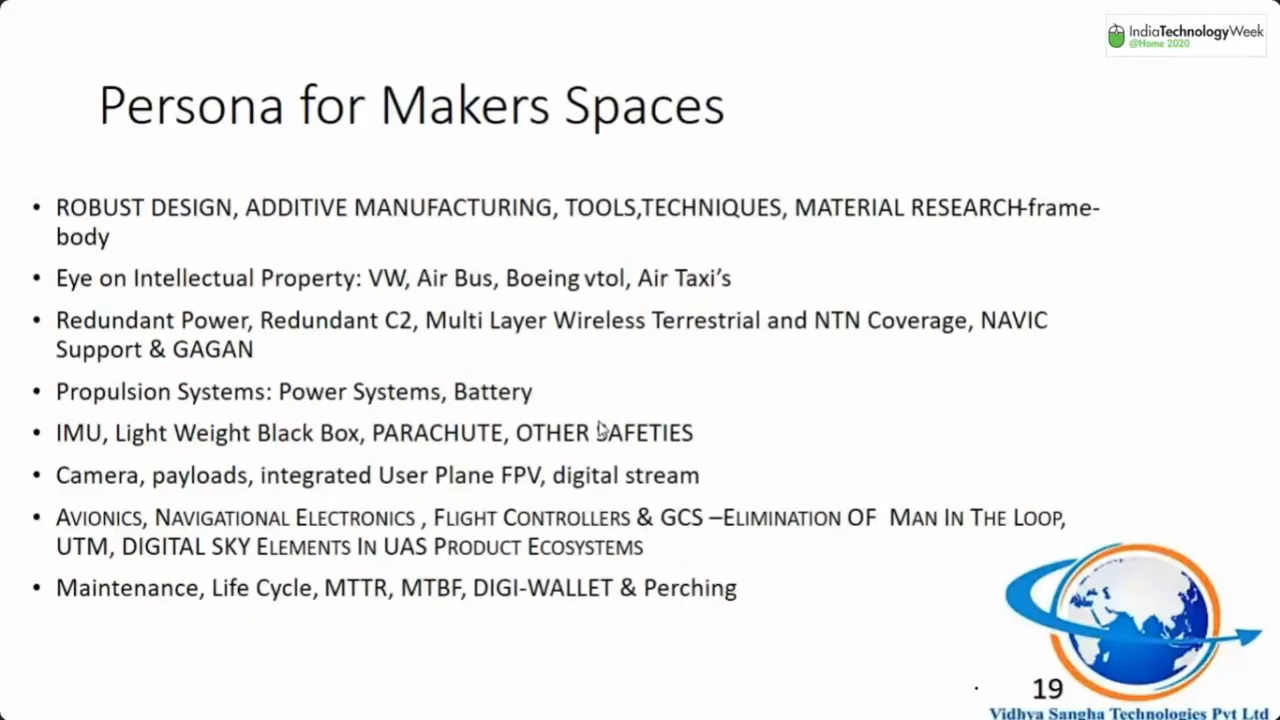 IndiaTechnologyWeek
@Home 2020
Persona for Makers Spaces
• ROBUST DESIGN, ADDITIVE MANUFACTURING, TOOLS,TECHNIQUES, MATERIAL RESEARCH-frame-
body
• Eye on Intellectual Property: VW, Air Bus, Boeing vtol, Air Taxi's
• Redundant Power, Redundant C2, Multi Layer Wireless Terrestrial and NTN Coverage, NAVIC
Support & GAGAN
• Propulsion Systems: Power Systems, Battery
• IMU, Light Weight Black Box, PARACHUTE, OTHER SAFETIES
• Camera, payloads, integrated User Plane FPV, digital stream
• AVIONICS, NAVIGATIONAL ELECTRONICS , FLIGHT CONTROLLERS & GCS –ELIMINATION OF MAN IN THE LOOP,
UTM, DIGITAL SKY ELEMENTS IN UAS PRODUCT ECOSYSTEMS
• Maintenance, Life Cycle, MTTR, MTBF, DIGI-WALLET & Perching
19
Vidhya Sangha Technologies Pvt Ltd